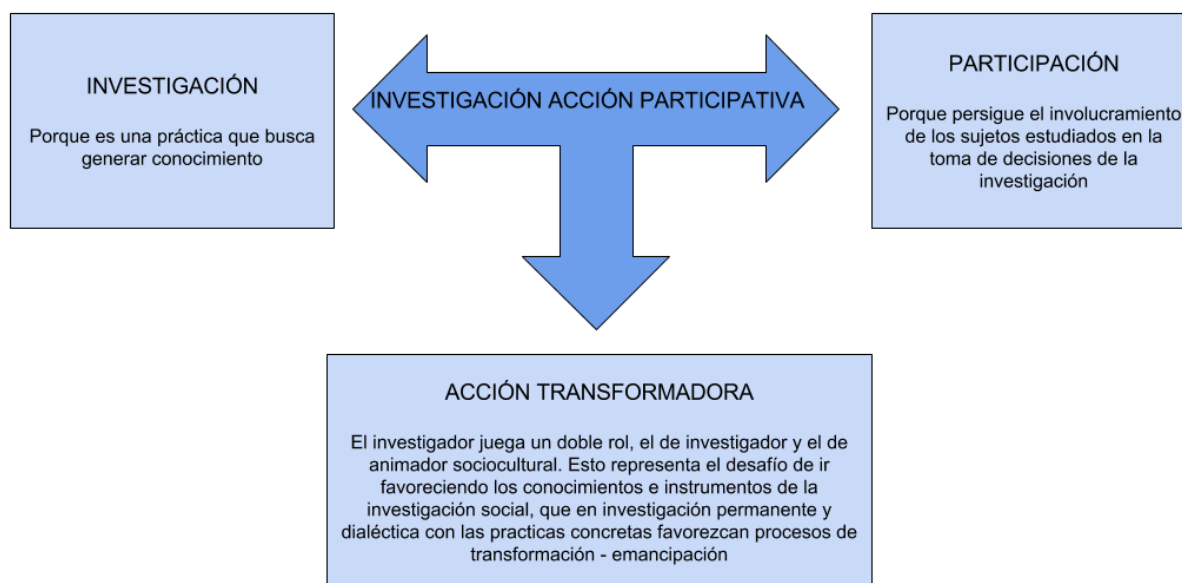 INVESTIGACIÓN
Porque es una práctica que busca
generar conocimiento
INVESTIGACIÓN ACCIÓN PARTICIPATIVA
PARTICIPACIÓN
Porque persigue el involucramiento
de los sujetos estudiados en la
toma de decisiones de la
investigación
ACCIÓN TRANSFORMADORA
El investigador juega un doble rol, el de investigador y el de
animador sociocultural. Esto representa el desafío de ir
favoreciendo los conocimientos e instrumentos de la
investigación social, que en investigación permanente y
dialéctica con las practicas concretas favorezcan procesos de
transformación - emancipación